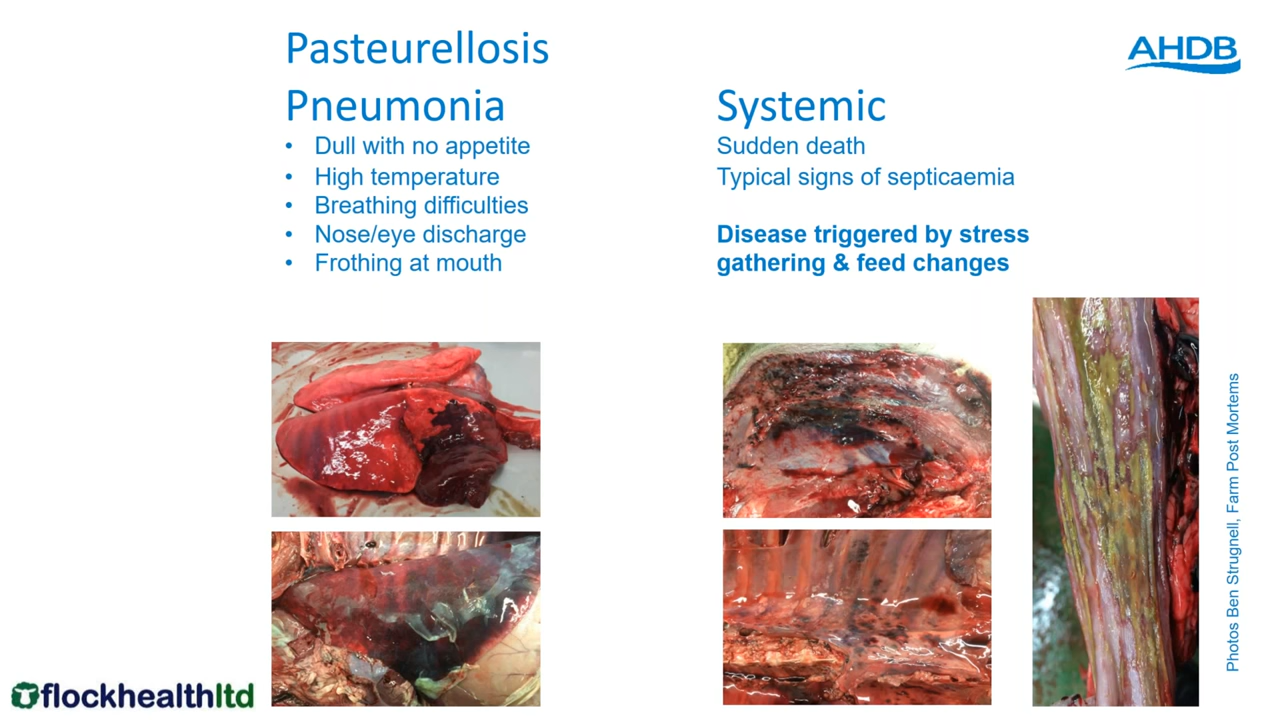 Pasteurellosis
AHDB
Pneumonia
• Dull with no appetite
• High temperature
• Breathing difficulties
• Nose/eye discharge
• Frothing at mouth
Systemic
Sudden death
Typical signs of septicaemia
Disease triggered by stress
gathering & feed changes
Photos Ben Strugnell, Farm Post Mortems
flockhealthltd